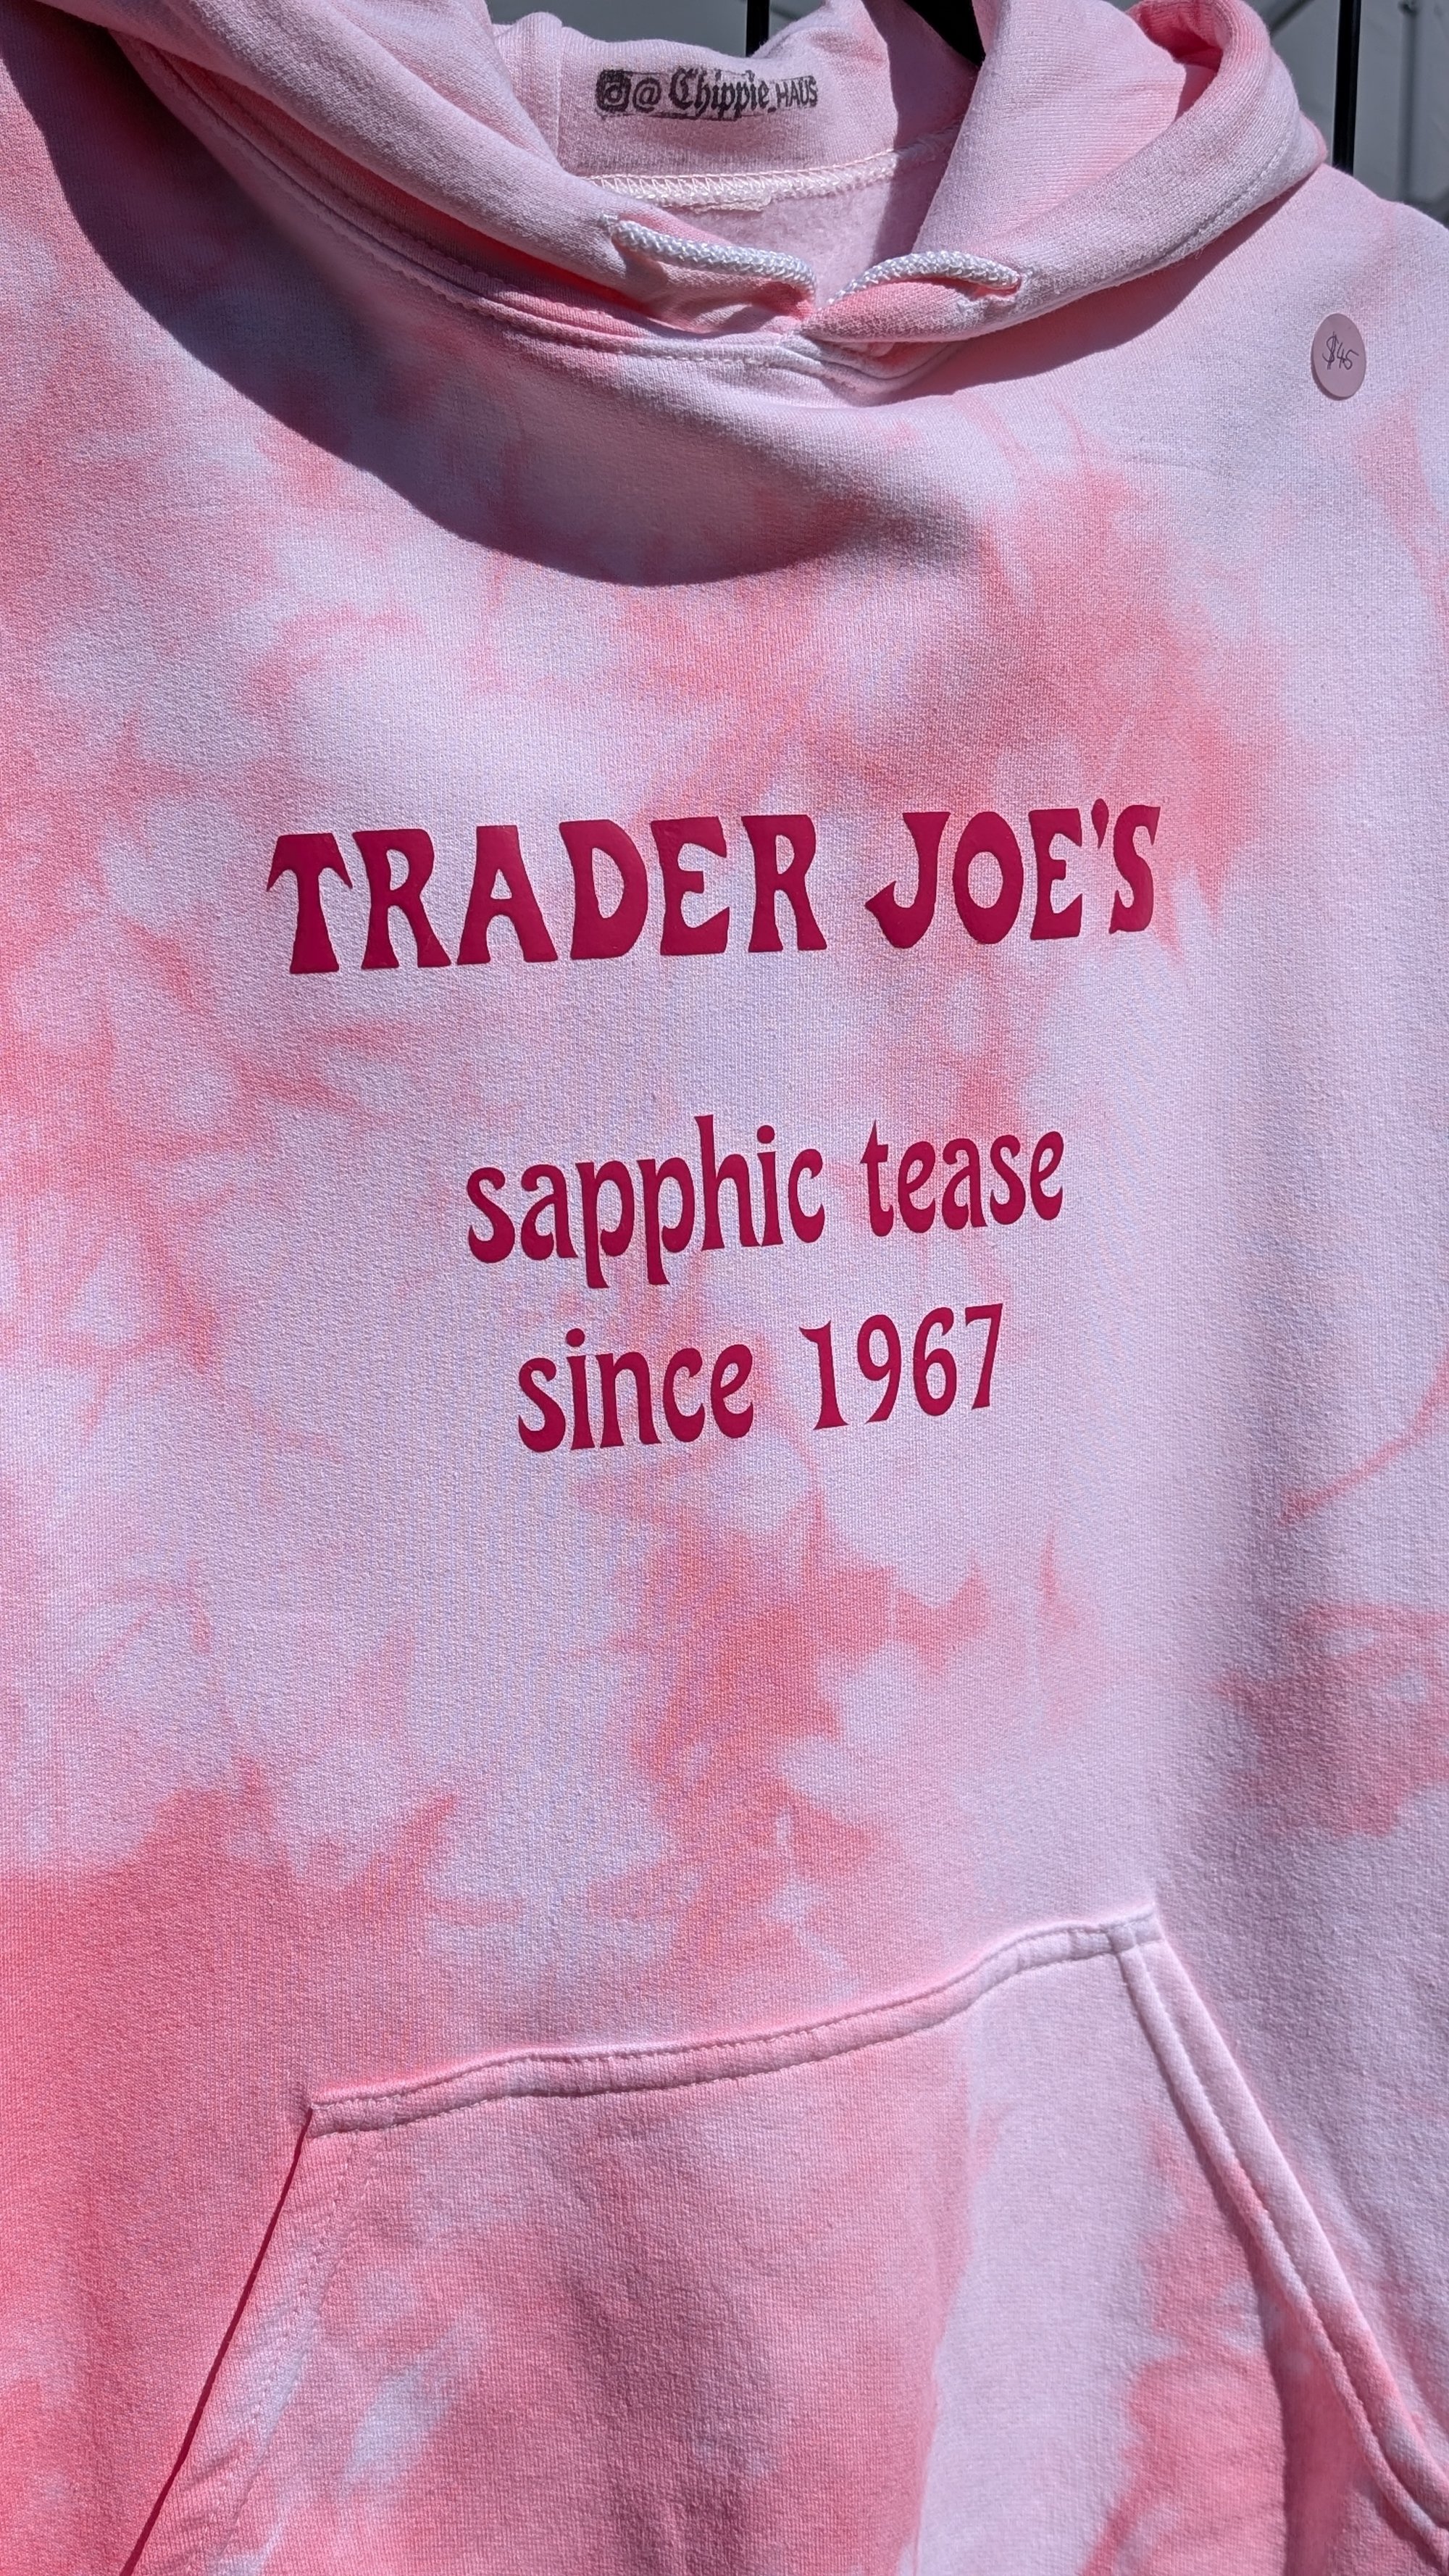 @Chippie_HAUS
$45
TRADER JOE'S
sapphic tease
since 1967